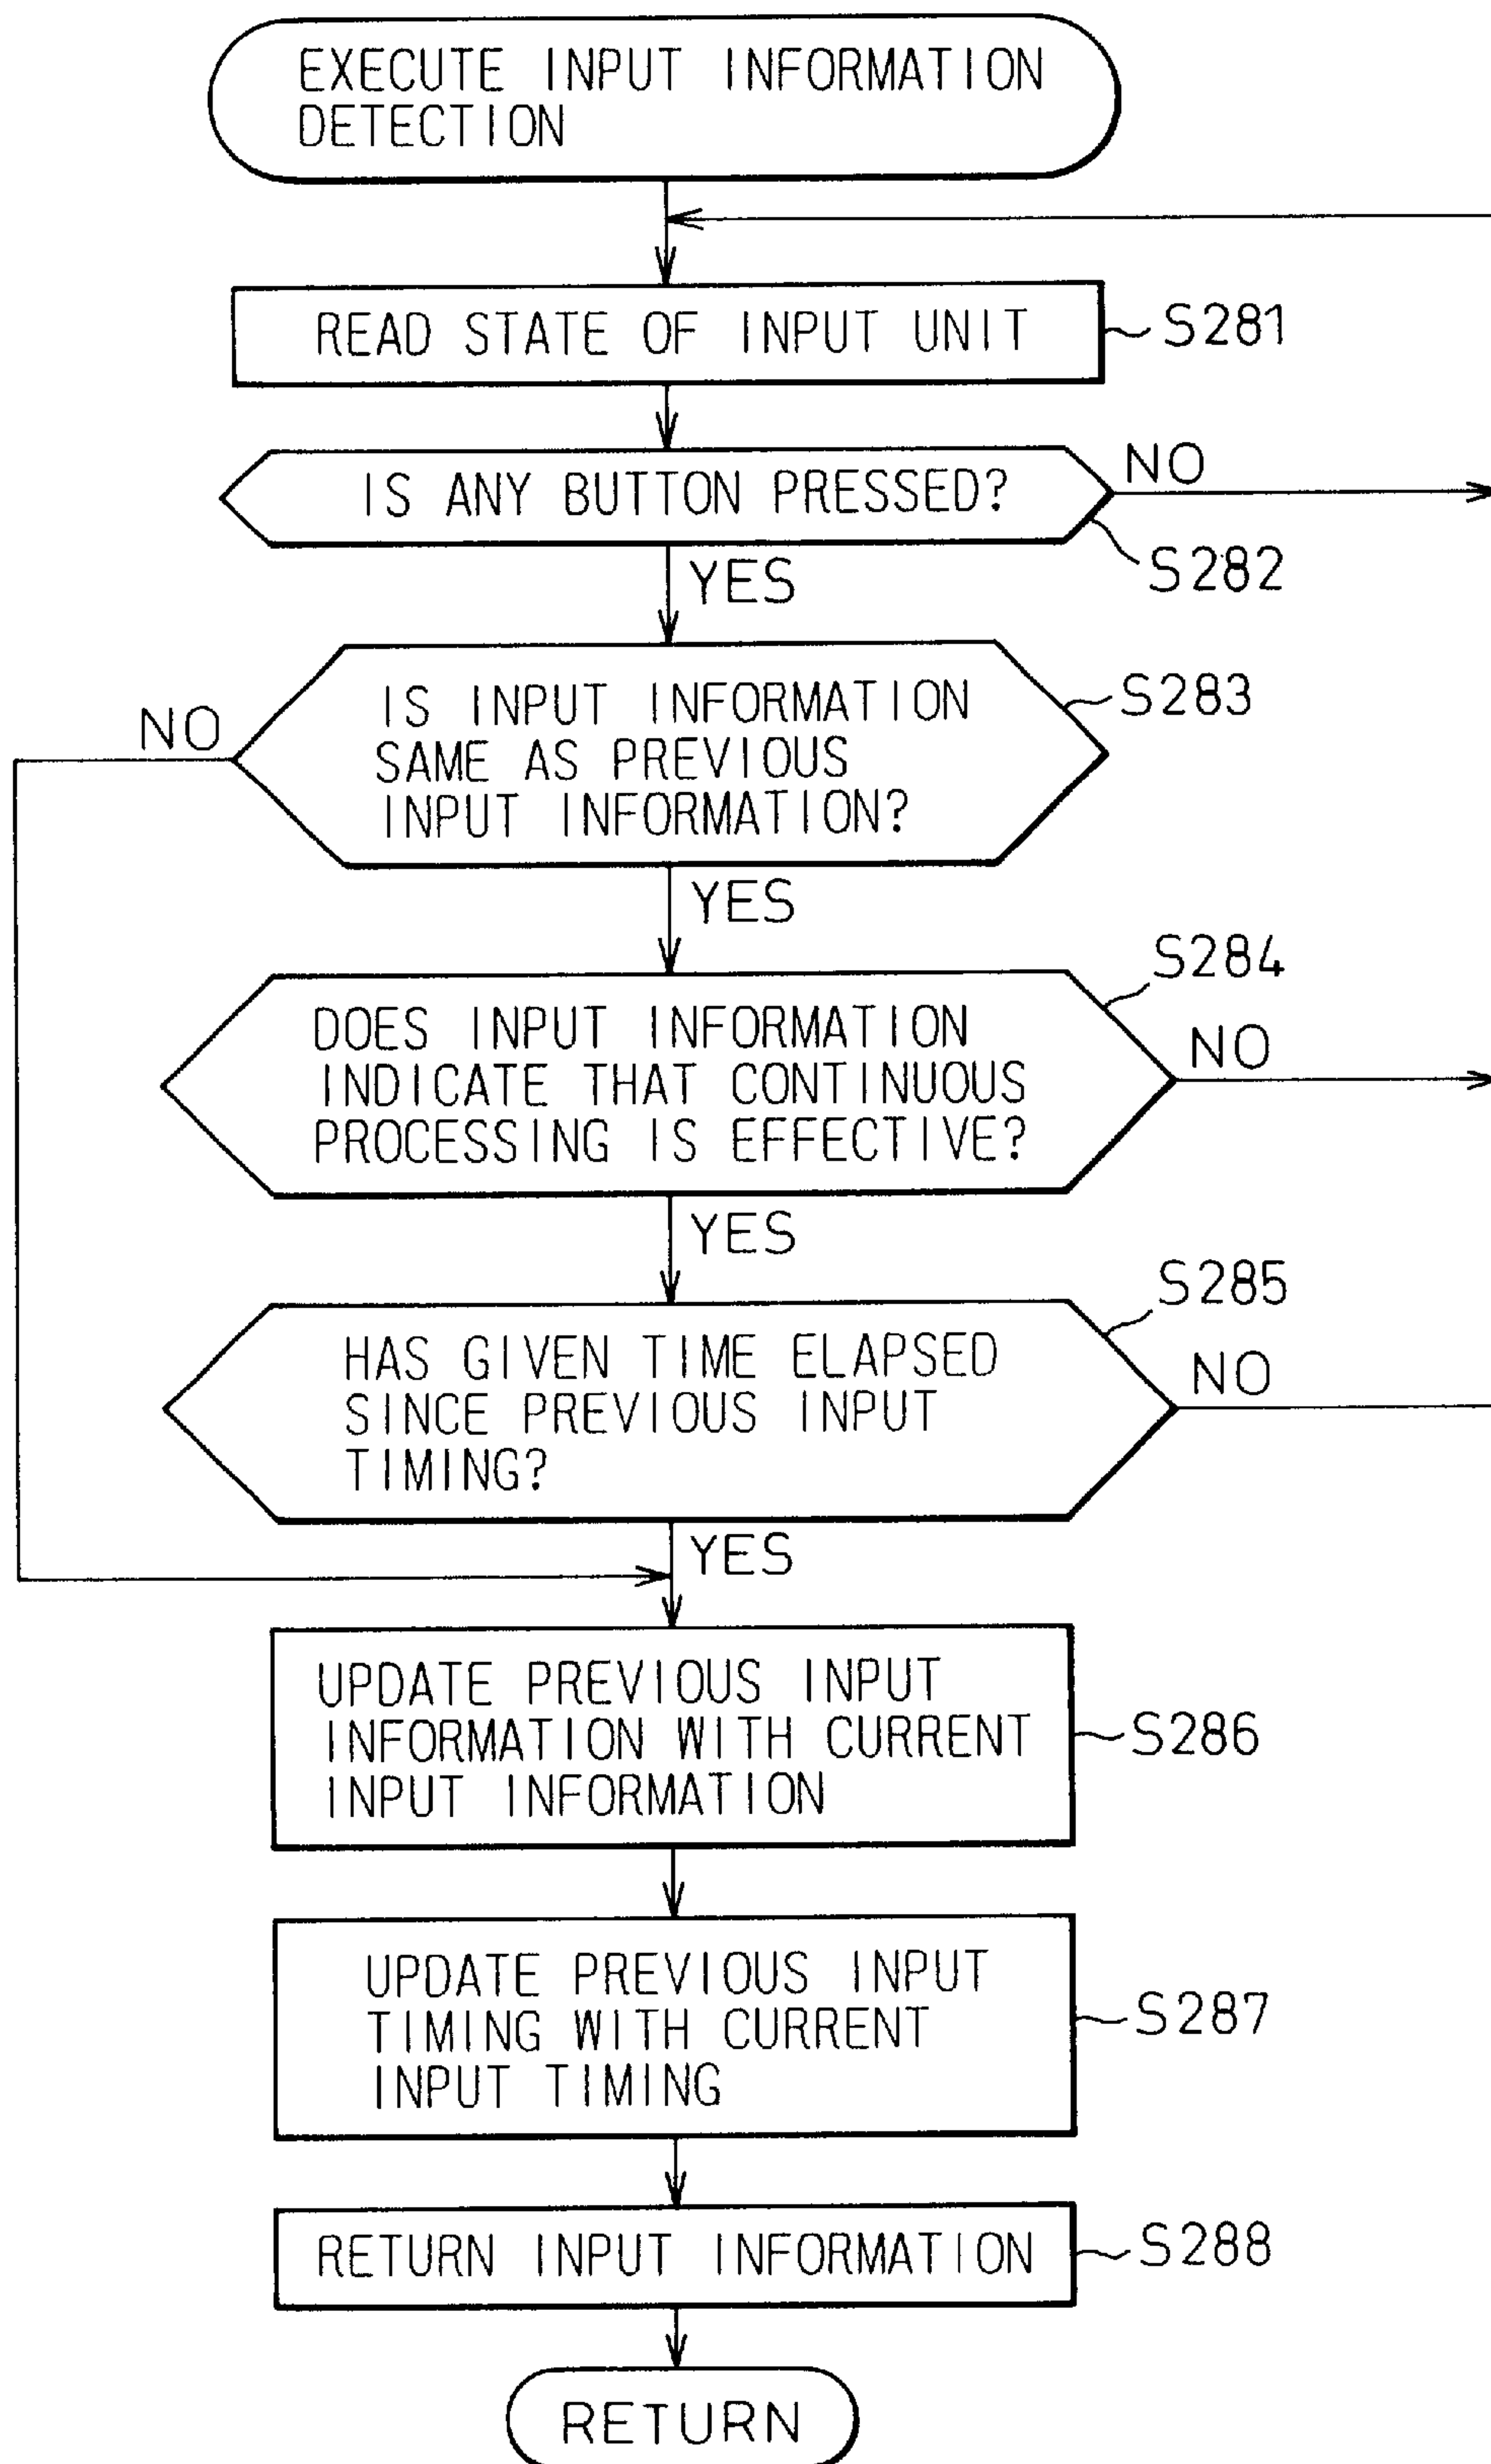 EXECUTE INPUT INFORMATION
DETECTION
READ STATE OF INPUT UNIT
S281
IS ANY BUTTON PRESSED?
NO
S282
YES
IS INPUT INFORMATION
SAME AS PREVIOUS
INPUT INFORMATION?
S283
NO
YES
S284
DOES INPUT INFORMATION
INDICATE THAT CONTINUOUS
PROCESSING IS EFFECTIVE?
NO
YES
S285
HAS GIVEN TIME ELAPSED
SINCE PREVIOUS INPUT
TIMING?
NO
YES
UPDATE PREVIOUS INPUT
INFORMATION WITH CURRENT
INPUT INFORMATION
S286
UPDATE PREVIOUS INPUT
TIMING WITH CURRENT
INPUT TIMING
S287
RETURN INPUT INFORMATION
S288
RETURN